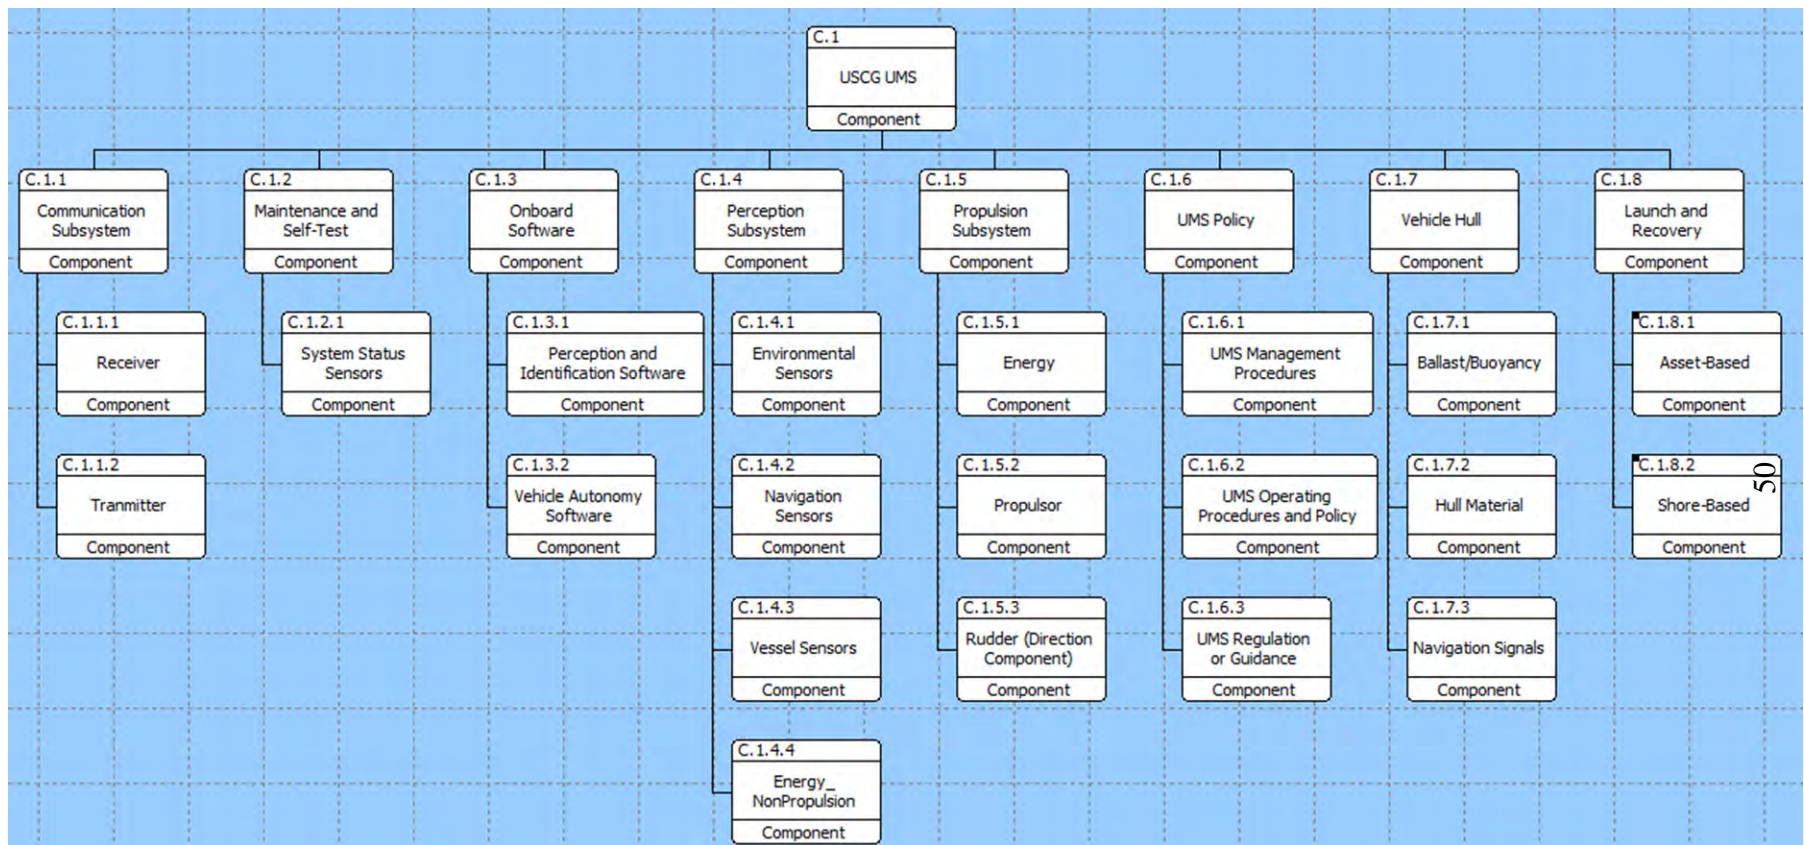 C.1
USCG UMS
Component
C.1.1
Communication
Subsystem
Component
C.1.2
Maintenance and
Self-Test
Component
C.1.3
Onboard
Software
Component
C.1.4
Perception
Subsystem
Component
C.1.5
Propulsion
Subsystem
Component
C.1.6
UMS Policy
Component
C.1.7
Vehicle Hull
Component
C.1.8
Launch and
Recovery
Component
C.1.1.1
Receiver
Component
C.1.2.1
System Status
Sensors
Component
C.1.3.1
Perception and
Identification Software
Component
C.1.4.1
Environmental
Sensors
Component
C.1.5.1
Energy
Component
C.1.6.1
UMS Management
Procedures
Component
C.1.7.1
Ballast/Buoyancy
Component
C.1.8.1
Asset-Based
Component
C.1.1.2
Tranmitter
Component
C.1.3.2
Vehicle Autonomy
Software
Component
C.1.4.2
Navigation
Sensors
Component
C.1.5.2
Propulsor
Component
C.1.6.2
UMS Operating
Procedures and Policy
Component
C.1.7.2
Hull Material
Component
C.1.8.2
Shore-Based
Component
50
C.1.4.3
Vessel Sensors
Component
C.1.5.3
Rudder (Direction
Component)
Component
C.1.6.3
UMS Regulation
or Guidance
Component
C.1.7.3
Navigation Signals
Component
C.1.4.4
Energy_
NonPropulsion
Component